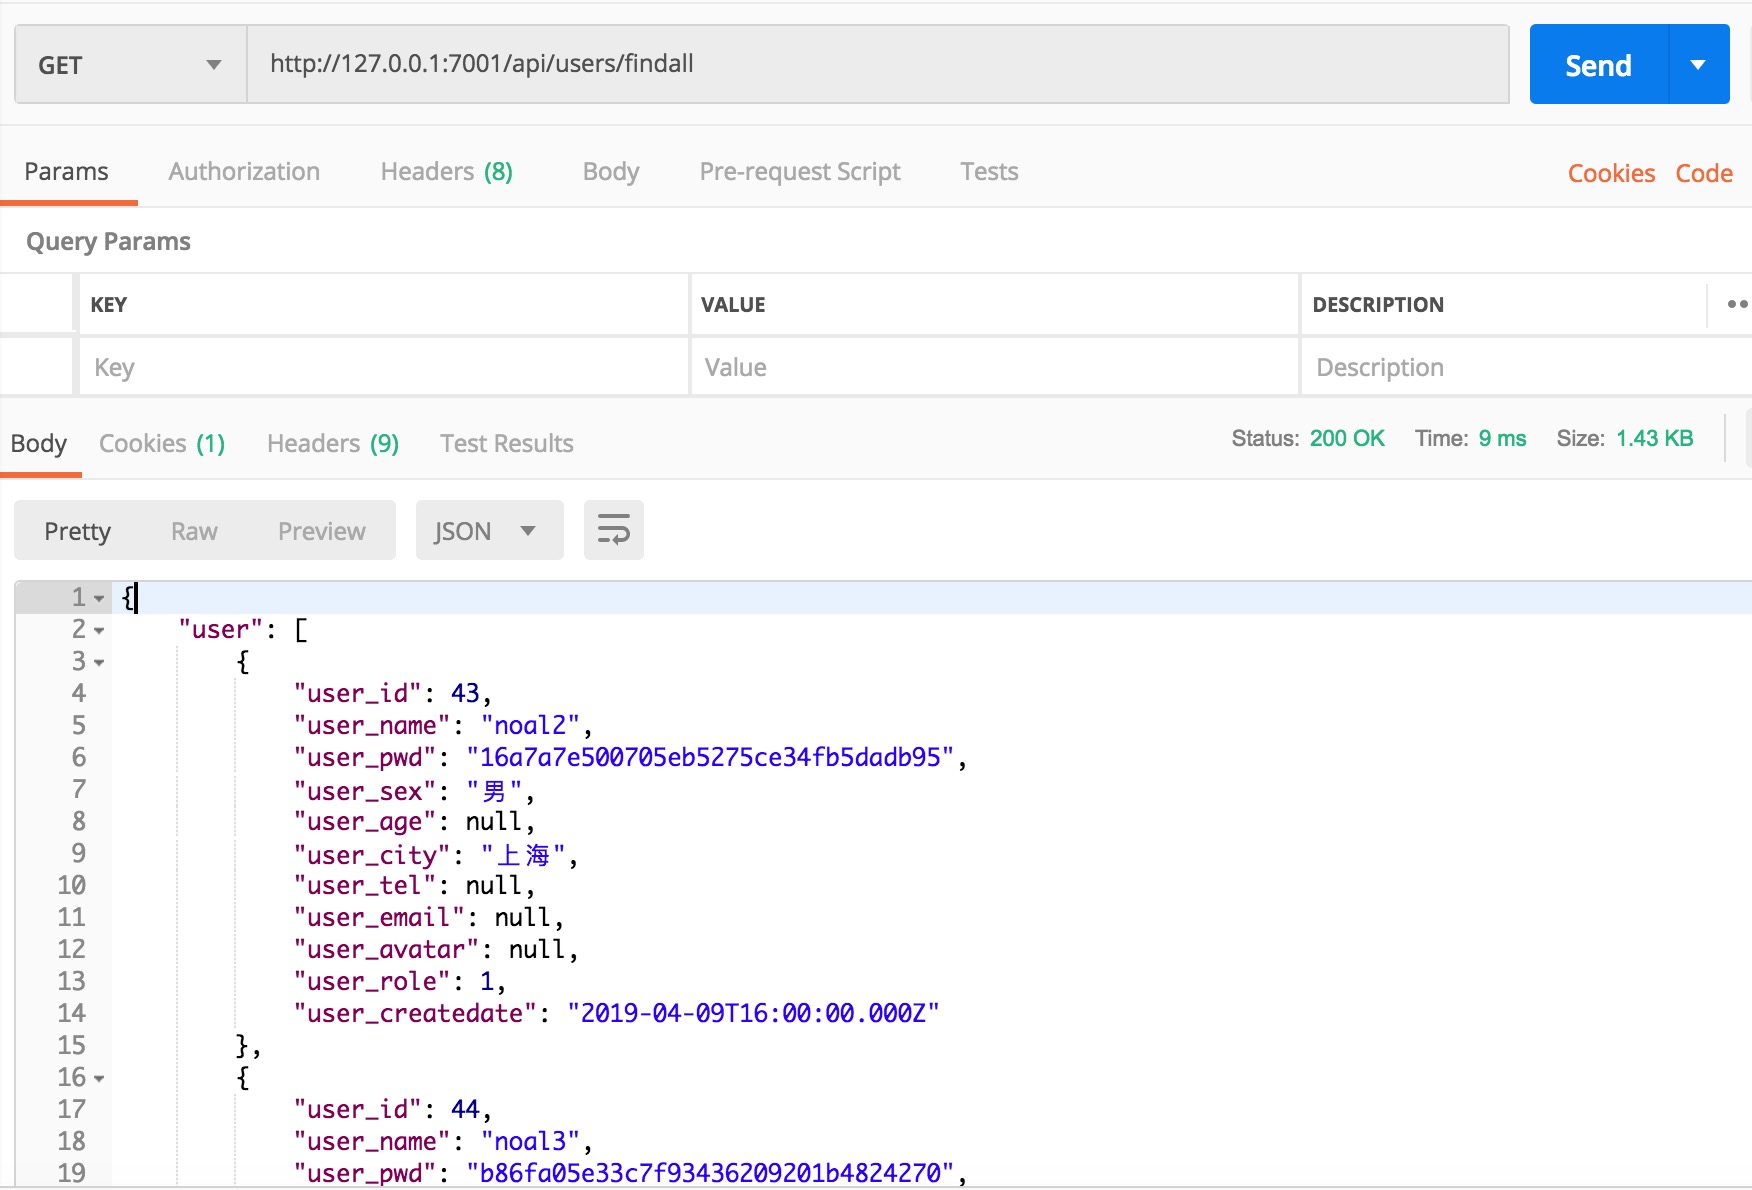 GET http://127.0.0.1:7001/api/users/findall Send
Params Authorization Headers (8) Body Pre-request Script Tests Cookies Code
Query Params
KEY VALUE DESCRIPTION
Key Value Description
Body Cookies (1) Headers (9) Test Results Status: 200 OK Time: 9 ms Size: 1.43 KB
Pretty Raw Preview JSON
1 {
2 "user": [
3 {
4 "user_id": 43,
5 "user_name": "noal2",
6 "user_pwd": "16a7a7e500705eb5275ce34fb5dadb95",
7 "user_sex": "男",
8 "user_age": null,
9 "user_city": "上海",
10 "user_tel": null,
11 "user_email": null,
12 "user_avatar": null,
13 "user_role": 1,
14 "user_createdate": "2019-04-09T16:00:00.000Z"
15 },
16 {
17 "user_id": 44,
18 "user_name": "noal3",
19 "user_pwd": "b86fa05e33c7f93436209201b4824270",